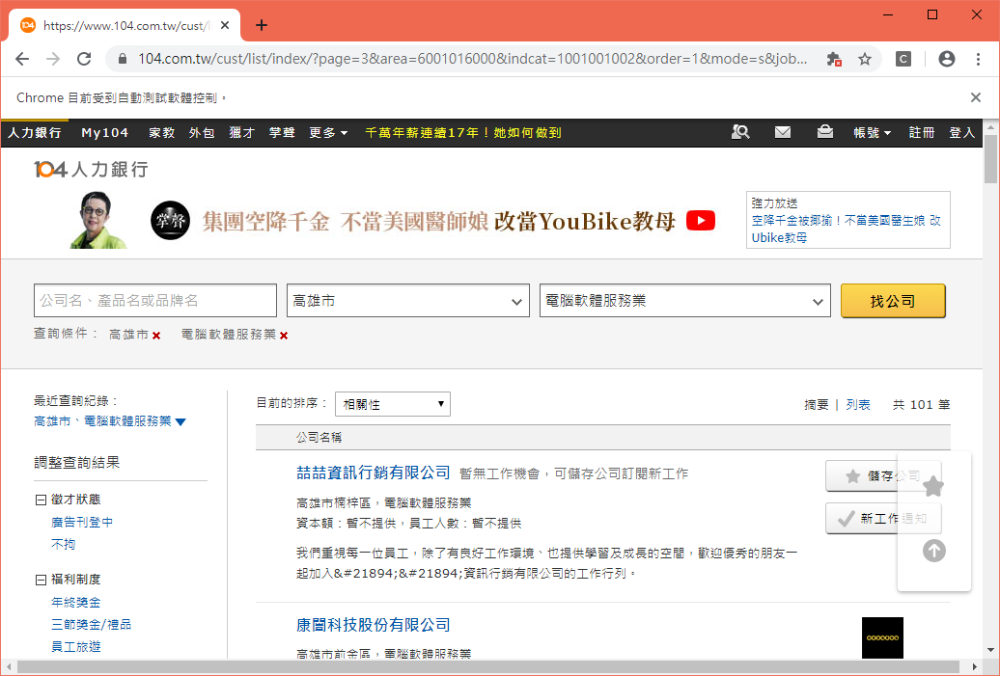 104 https://www.104.com.tw/cust/l
104.com.tw/cust/list/index/?page=3&area=6001016000&indcat=1001001002&order=1&mode=s&job...
C
Chrome 目前受到自動測試軟體控制。
人力銀行 My104 家教 外包 獵才 掌聲 更多 千萬年薪連續17年！她如何做到 帳號 註冊 登入
104人力銀行
掌聲 集團空降千金 不當美國醫師娘 改當YouBike教母
強力放送
空降千金被揶揄！不當美國醫生娘 改
Ubike教母
公司名、產品名或品牌名 高雄市 電腦軟體服務業 找公司
查詢條件： 高雄市 電腦軟體服務業
最近查詢紀錄：
高雄市、電腦軟體服務業
調整查詢結果
徵才狀態
廣告刊登中
不拘
福利制度
年終獎金
三節獎金/禮品
員工旅遊
目前的排序： 相關性 摘要 | 列表 共 101 筆
公司名稱
喆喆資訊行銷有限公司 暫無工作機會，可儲存公司訂閱新工作
儲存公司
高雄市楠梓區，電腦軟體服務業
資本額：暫不提供，員工人數：暫不提供
新工作通知
我們重視每一位員工，除了有良好工作環境、也提供學習及成長的空間，歡迎優秀的朋友一
起加入&#21894;&#21894;資訊行銷有限公司的工作行列。
康闓科技股份有限公司
高雄市前金區，電腦軟體服務業